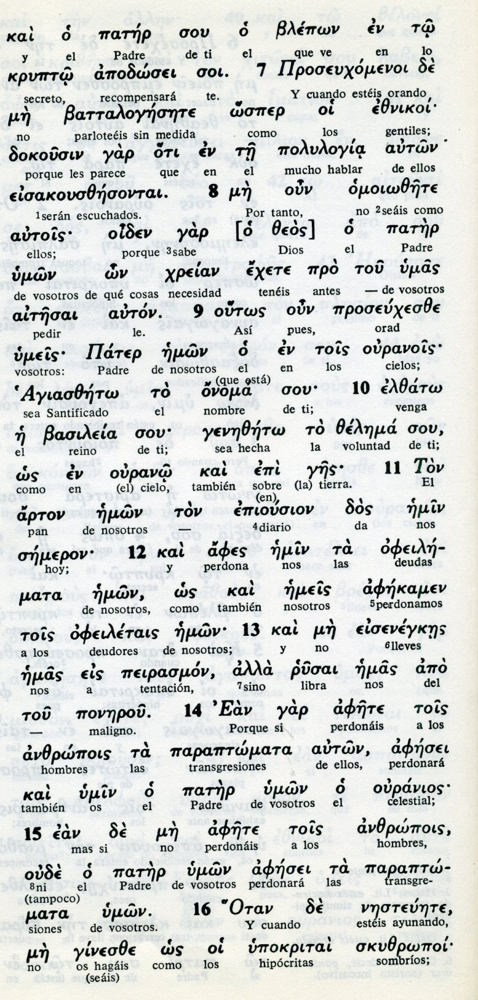 καὶ ὁ πατήρ σου ὁ βλέπων ἐν τῷ
y el Padre de ti el que ve en lo
κρυπτῷ ἀποδώσει σοι. 7 Προσευχόμενοι δὲ
secreto, recompensará te. Y cuando estéis orando
μὴ βατταλογήσητε ὥσπερ οἱ ἐθνικοί·
no parloteéis sin medida como los gentiles;
δοκοῦσιν γὰρ ὅτι ἐν τῇ πολυλογίᾳ αὐτῶν
porque les parece que en el mucho hablar de ellos
εἰσακουσθήσονται. 8 μὴ οὖν ὁμοιωθῆτε
1serán escuchados. Por tanto, no 2seáis como
αὐτοῖς· οἶδεν γὰρ [ὁ θεὸς] ὁ πατὴρ
ellos; porque 3sabe Dios el Padre
ὑμῶν ὧν χρείαν ἔχετε πρὸ τοῦ ὑμᾶς
de vosotros de qué cosas necesidad tenéis antes — de vosotros
αἰτῆσαι αὐτόν. 9 οὕτως οὖν προσεύχεσθε
pedir le. Así pues, orad
ὑμεῖς· Πάτερ ἡμῶν ὁ ἐν τοῖς οὐρανοῖς·
vosotros: Padre de nosotros el en los cielos;
(que está)
Ἁγιασθήτω τὸ ὄνομά σου· 10 ἐλθάτω
sea Santificado el nombre de ti; venga
ἡ βασιλεία σου· γενηθήτω τὸ θέλημά σου,
el reino de ti; sea hecha la voluntad de ti;
ὡς ἐν οὐρανῷ καὶ ἐπὶ γῆς· 11 Τὸν
como en (el) cielo, también sobre (la) tierra. El
(en)
ἄρτον ἡμῶν τὸν ἐπιούσιον δὸς ἡμῖν
pan de nosotros — 4diario da nos
σήμερον· 12 καὶ ἄφες ἡμῖν τὰ ὀφειλή-
hoy; y perdona nos las deudas
ματα ἡμῶν, ὡς καὶ ἡμεῖς ἀφήκαμεν
de nosotros, como también nosotros 5perdonamos
τοῖς ὀφειλέταις ἡμῶν· 13 καὶ μὴ εἰσενέγκῃς
a los deudores de nosotros; y no 6lleves
ἡμᾶς εἰς πειρασμόν, ἀλλὰ ῥῦσαι ἡμᾶς ἀπὸ
nos a tentación, 7sino libra nos del
τοῦ πονηροῦ. 14 Ἐὰν γὰρ ἀφῆτε τοῖς
— maligno. Porque si perdonáis a los
ἀνθρώποις τὰ παραπτώματα αὐτῶν, ἀφήσει
hombres las transgresiones de ellos, perdonará
καὶ ὑμῖν ὁ πατὴρ ὑμῶν ὁ οὐράνιος·
también os el Padre de vosotros el celestial;
15 ἐὰν δὲ μὴ ἀφῆτε τοῖς ἀνθρώποις,
mas si no perdonáis a los hombres,
οὐδὲ ὁ πατὴρ ὑμῶν ἀφήσει τὰ παραπτώ-
8ni el Padre de vosotros perdonará las transgre-
(tampoco)
ματα ὑμῶν. 16 Ὅταν δὲ νηστεύητε,
siones de vosotros. Y cuando estéis ayunando,
μὴ γίνεσθε ὡς οἱ ὑποκριταὶ σκυθρωποί·
no os hagáis como los hipócritas sombríos;
(seáis)